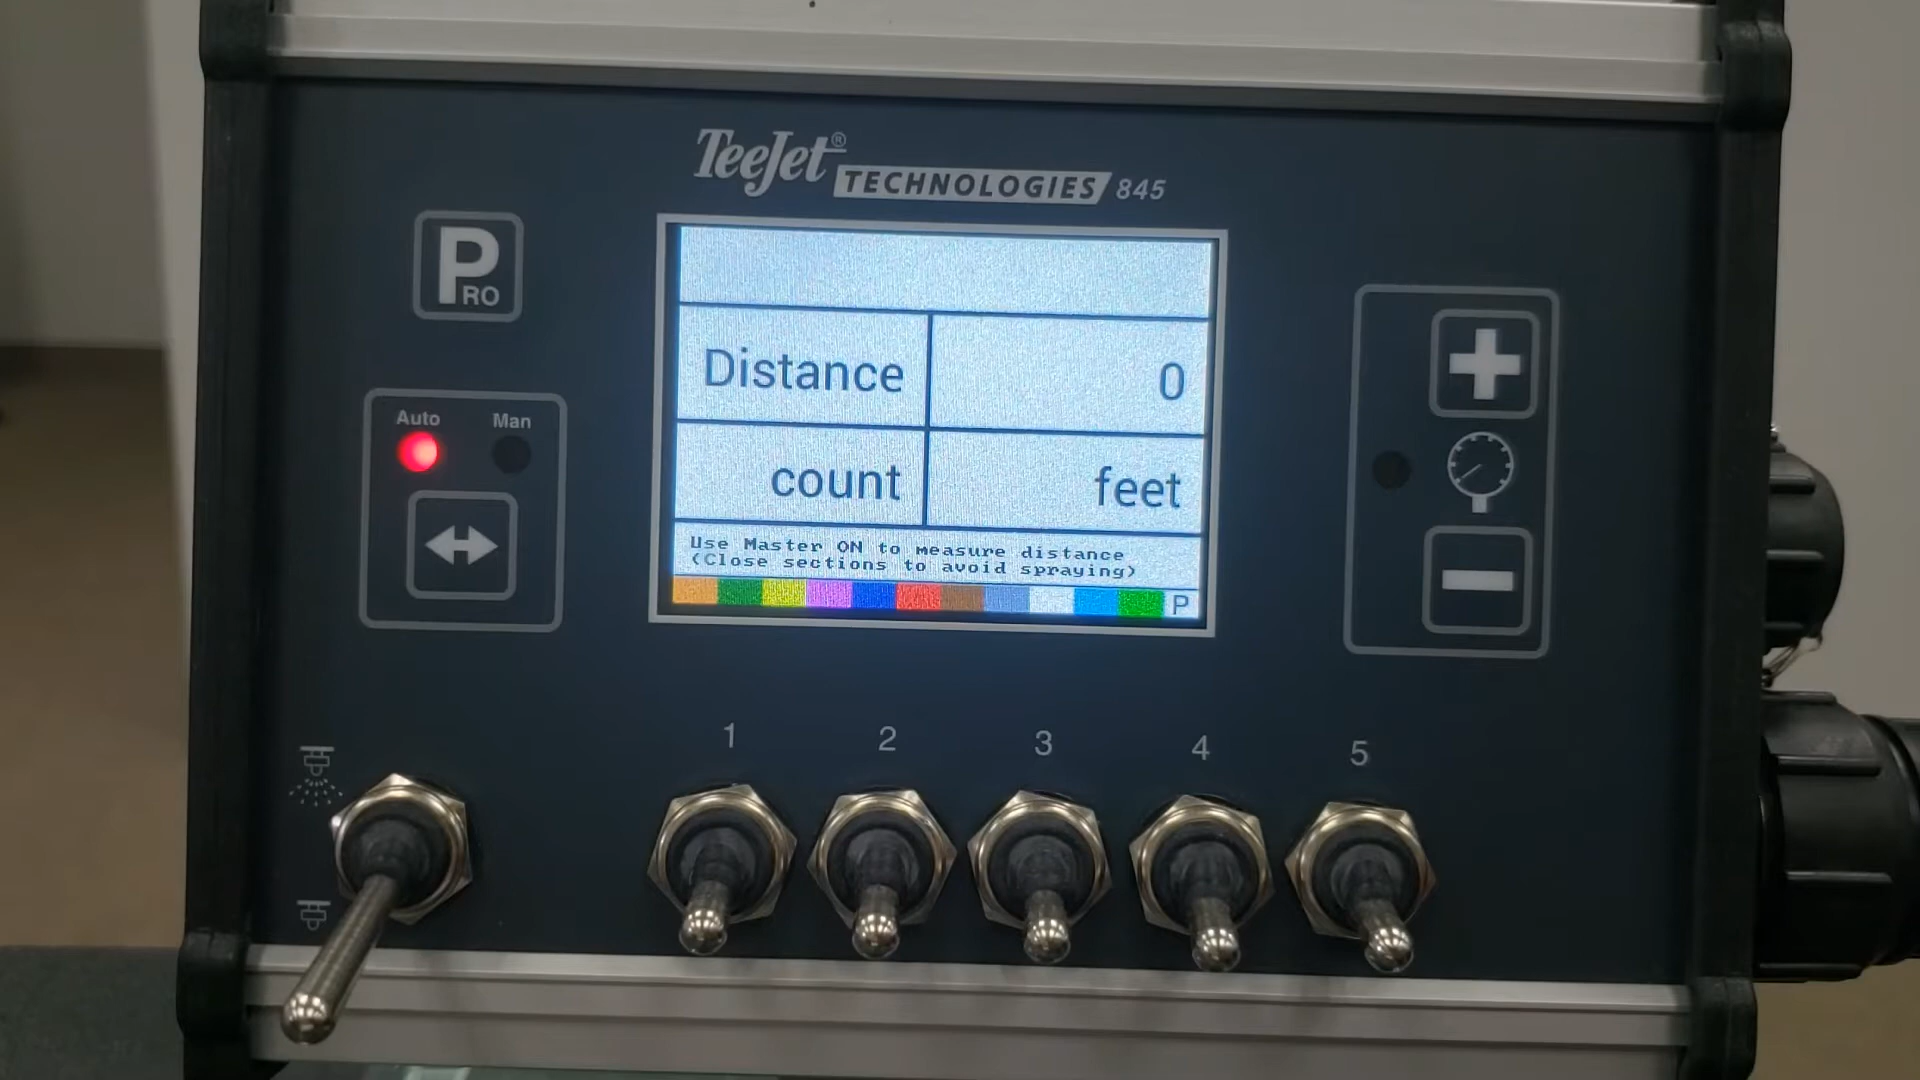 TeeJet®
TECHNOLOGIES 845
PRO
Auto Man
Distance 0
count feet
Use Master ON to measure distance
(Close sections to avoid spraying)
P
1 2 3 4 5